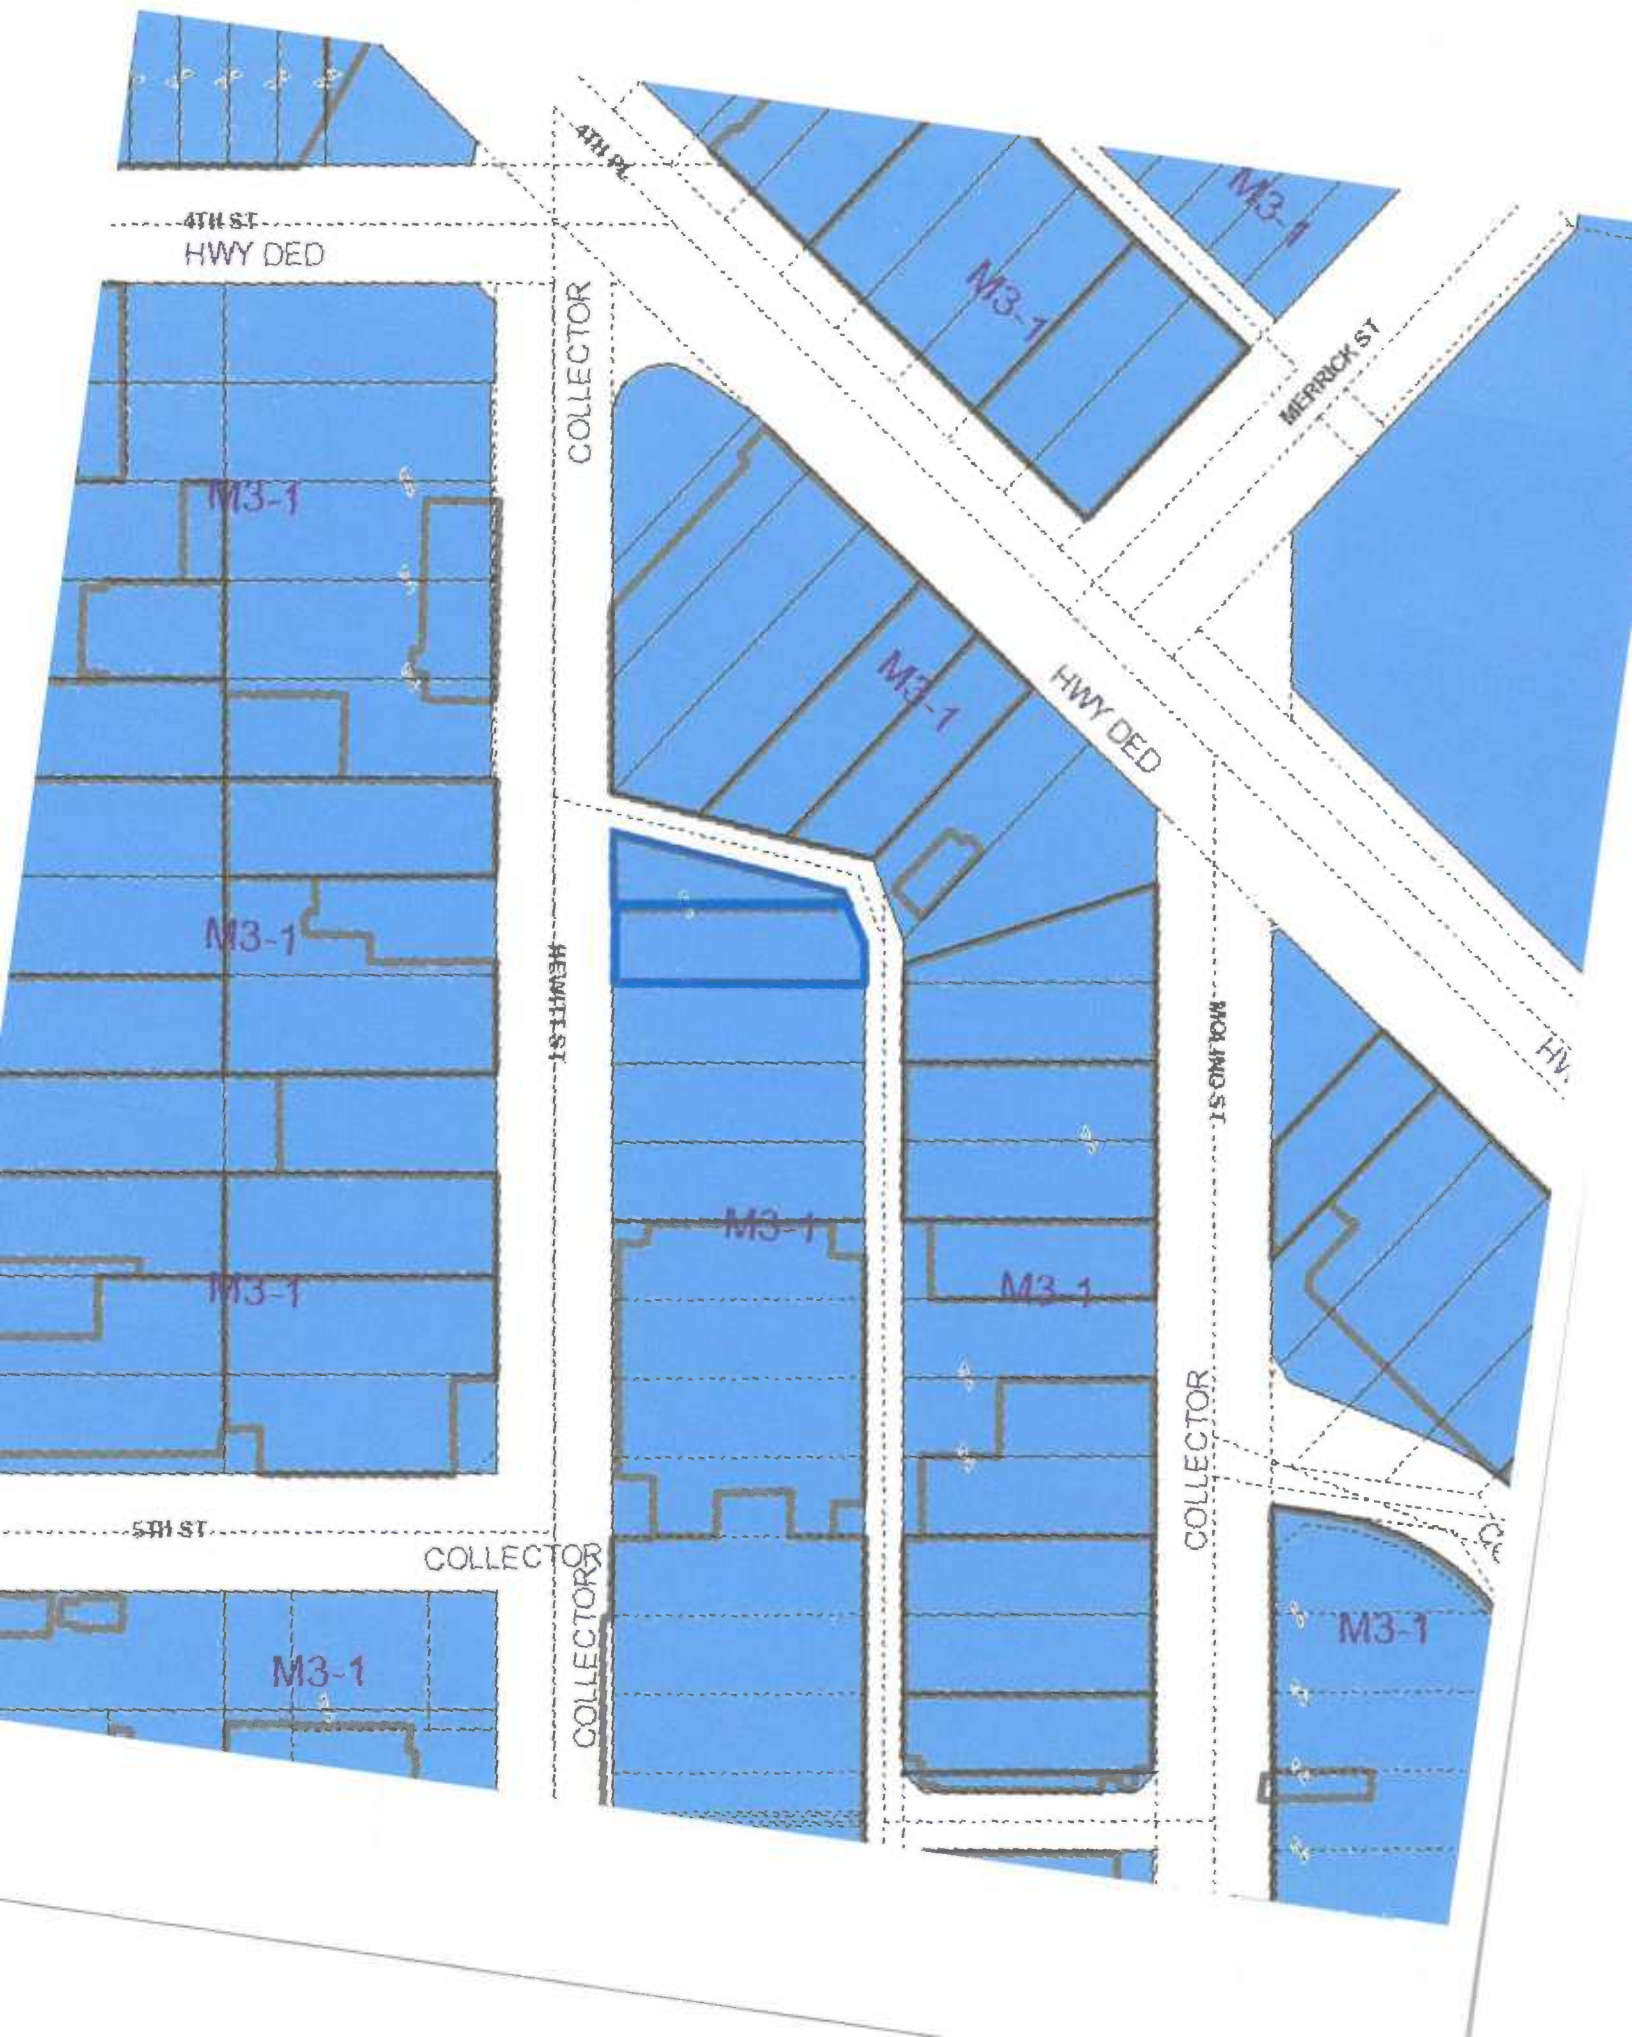 4TH PL
M3-1
4TH ST
HWY DED
M3-1
COLLECTOR
MERRICK ST
M3-1
M3-1
HWY DED
M3-1
HEWITT ST
MOLINO ST
M3-1
M3-1
M3-1
COLLECTOR
5TH ST
COLLECTOR
COLLECTOR
M3-1
M3-1